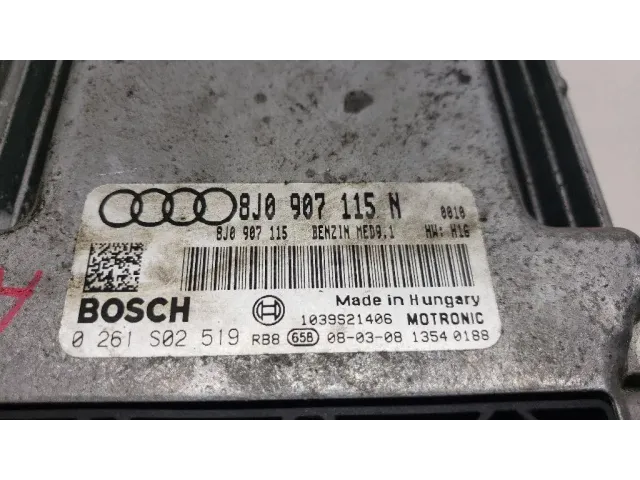 8J0 907 115 N 0010
8J0 907 115 BENZIN MED9.1 HW: H16
BOSCH Made in Hungary
1039S21406 MOTRONIC
0 261 S02 519 RB8 65B 08-03-08 1354 0188